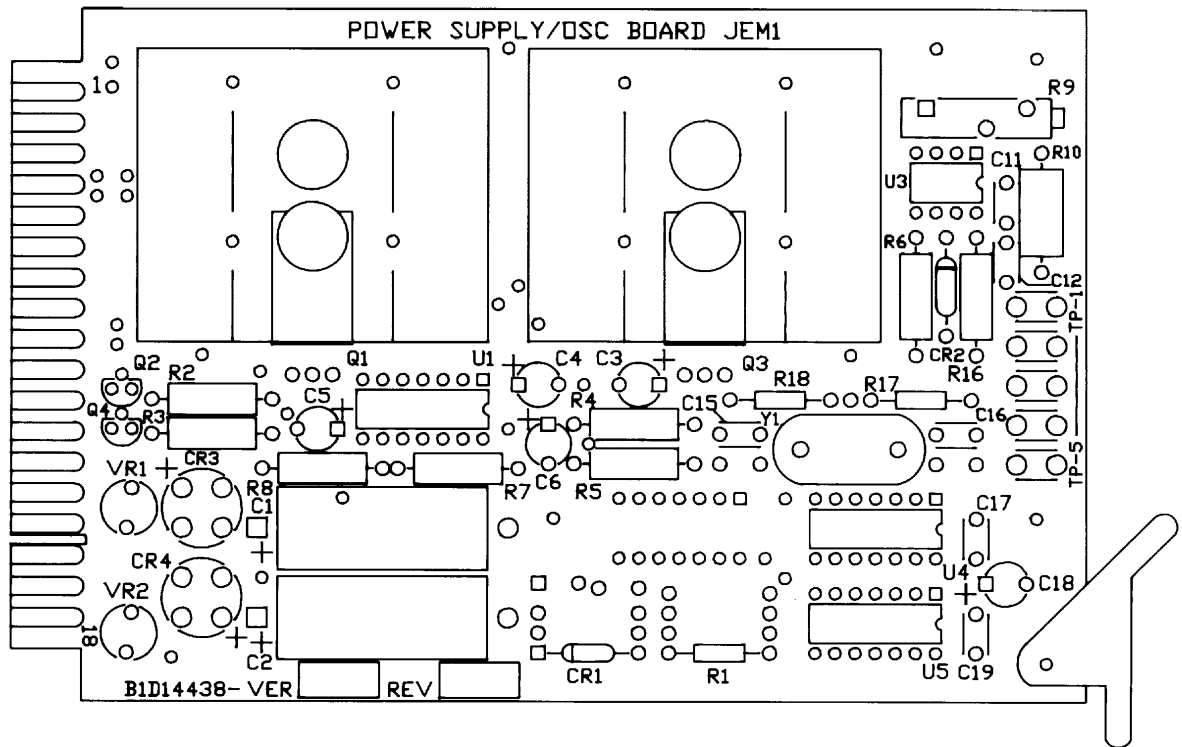 POWER SUPPLY/OSC BOARD JEM1
1
R9
C11
R10
U3
R6
C12
TP-1
CR2
R16
Q2
Q1
U1
C4
C3
Q3
R2
C5
R4
R18
R17
Q4
R3
C15
Y1
C16
CR3
VR1
R8
R7
C6
R5
TP-5
C1
C17
CR4
U4
C18
VR2
18
C2
CR1
R1
U5
C19
B1D14438- VER
REV